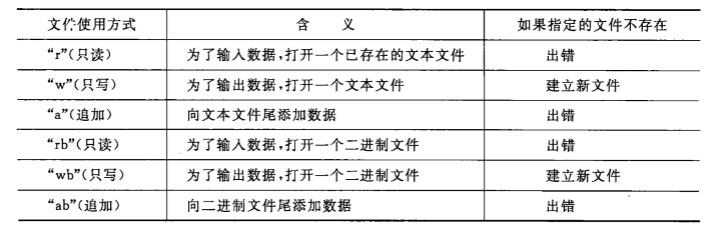 文件使用方式 含 义 如果指定的文件不存在
“r”(只读) 为了输入数据,打开一个已存在的文本文件 出错
“w”(只写) 为了输出数据,打开一个文本文件 建立新文件
“a”(追加) 向文本文件尾添加数据 出错
“rb”(只读) 为了输入数据,打开一个二进制文件 出错
“wb”(只写) 为了输出数据,打开一个二进制文件 建立新文件
“ab”(追加) 向二进制文件尾添加数据 出错